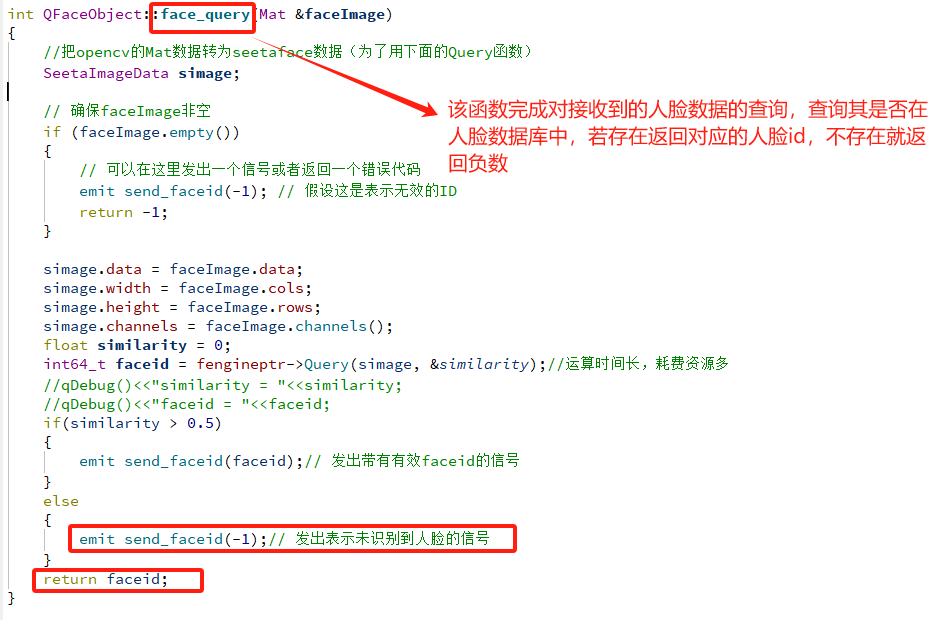 int QFaceObject::face_query(Mat &faceImage)
{
//把opencv的Mat数据转为seetaface数据（为了用下面的Query函数）
SeetaImageData simage;
// 确保faceImage非空
if (faceImage.empty())
{
// 可以在这里发出一个信号或者返回一个错误代码
emit send_faceid(-1); // 假设这是表示无效的ID
return -1;
}
simage.data = faceImage.data;
simage.width = faceImage.cols;
simage.height = faceImage.rows;
simage.channels = faceImage.channels();
float similarity = 0;
int64_t faceid = fengineptr->Query(simage, &similarity);//运算时间长，耗费资源多
//qDebug()<<"similarity = "<<similarity;
//qDebug()<<"faceid = "<<faceid;
if(similarity > 0.5)
{
emit send_faceid(faceid);// 发出带有有效faceid的信号
}
else
{
emit send_faceid(-1);// 发出表示未识别到人脸的信号
}
return faceid;
}
该函数完成对接收到的人脸数据的查询，查询其是否在
人脸数据库中，若存在返回对应的人脸id，不存在就返
回负数